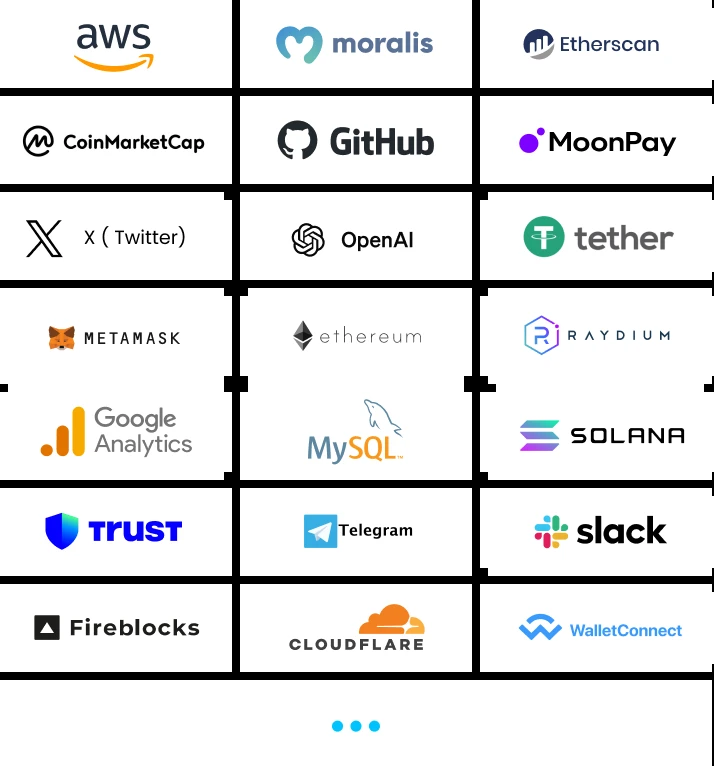 aws
moralis
Etherscan
CoinMarketCap
GitHub
MoonPay
X ( Twitter)
OpenAI
tether
METAMASK
ethereum
RAYDIUM
Google
Analytics
MySQL™
SOLANA
TRUST
Telegram
slack
Fireblocks
CLOUDFLARE
WalletConnect